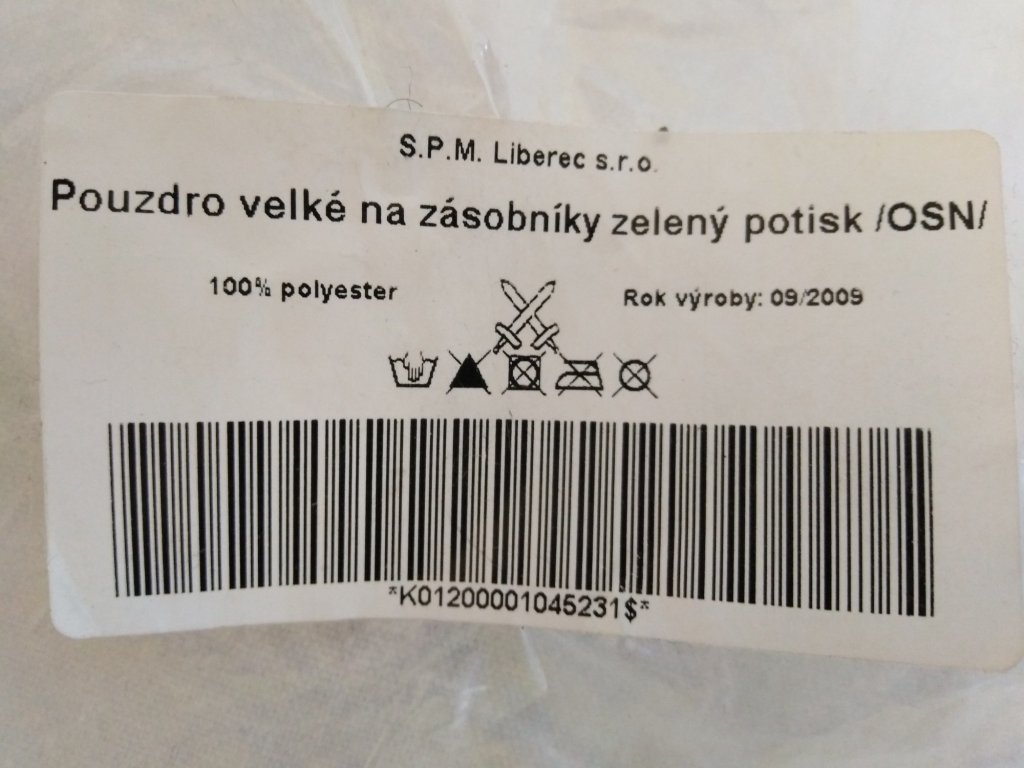 S.P.M. Liberec s.r.o.
Pouzdro velké na zásobníky zelený potisk /OSN/
100% polyester
Rok výroby: 09/2009
*K01200001045231$*